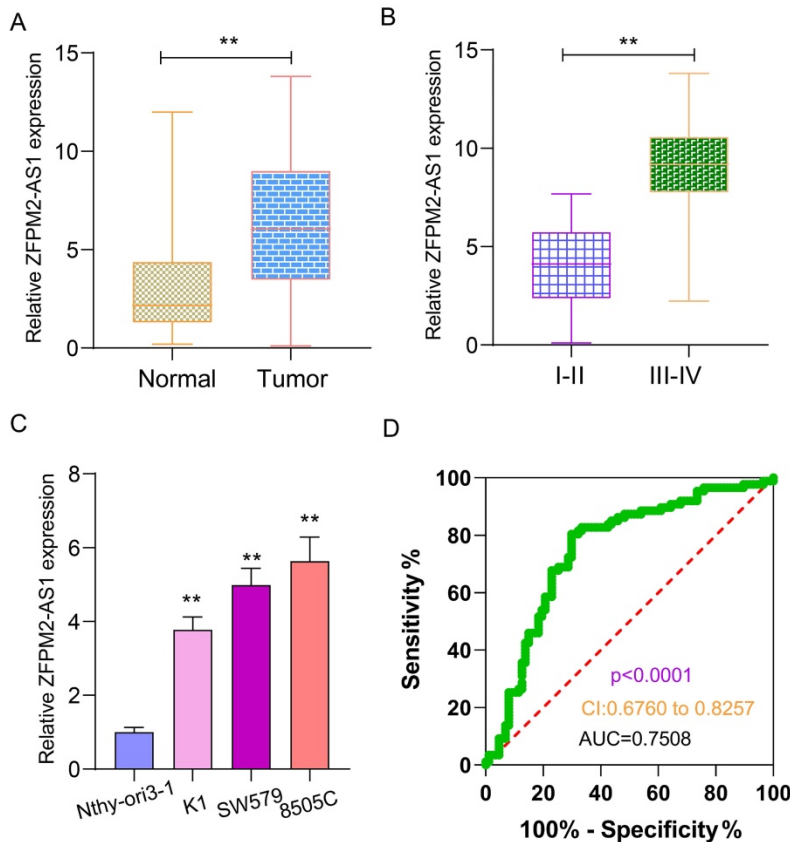 A
Relative ZFPM2-AS1 expression
15
10
5
0
**
Normal
Tumor
B
Relative ZFPM2-AS1 expression
15
10
5
0
**
I-II
III-IV
C
Relative ZFPM2-AS1 expression
8
6
4
2
0
**
**
**
Nthy-ori3-1
K1
SW579
8505C
D
Sensitivity%
100
80
60
40
20
0
p<0.0001
CI:0.6760 to 0.8257
AUC=0.7508
0
20
40
60
80
100
100% - Specificity%